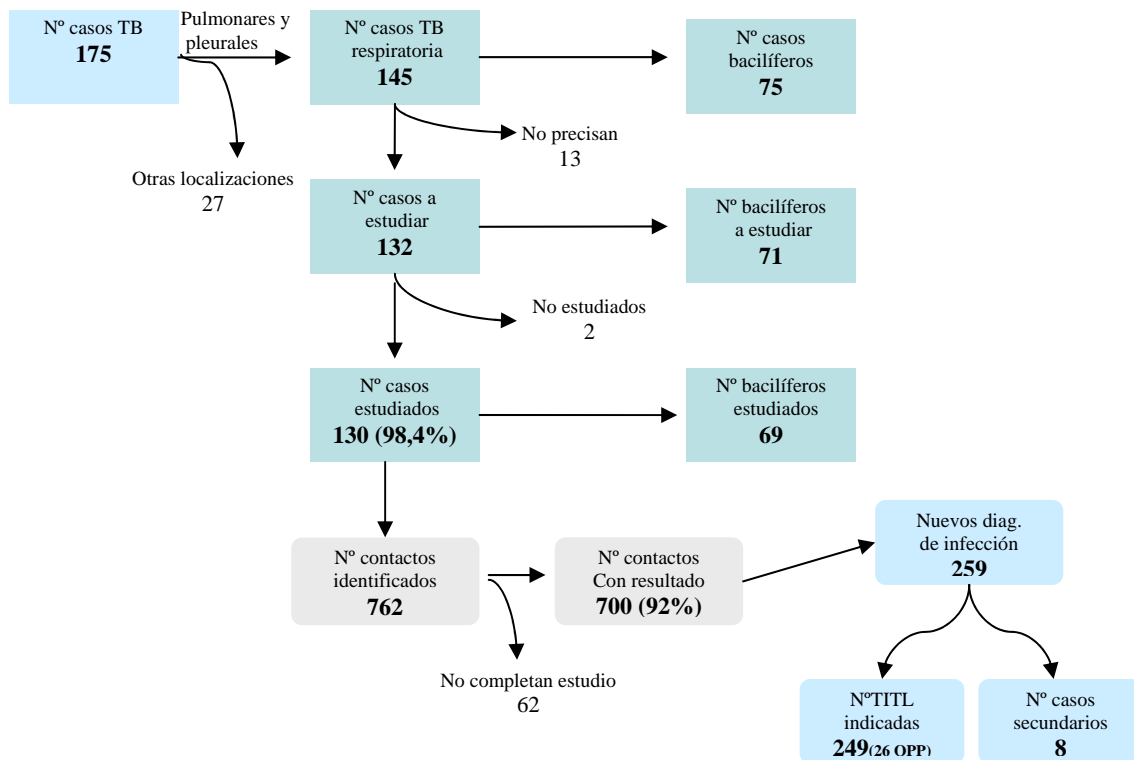 Nº casos TB
175
Pulmonares y
pleurales
Nº casos TB
respiratoria
145
Nº casos
bacilíferos
75
No precisan
13
Otras localizaciones
27
Nº casos a
estudiar
132
Nº bacilíferos
a estudiar
71
No estudiados
2
Nº casos
estudiados
130 (98,4%)
Nº bacilíferos
estudiados
69
Nº contactos
identificados
762
Nº contactos
Con resultado
700 (92%)
Nuevos diag.
de infección
259
No completan estudio
62
NºTITL
indicadas
249(26 OPP)
Nº casos
secundarios
8